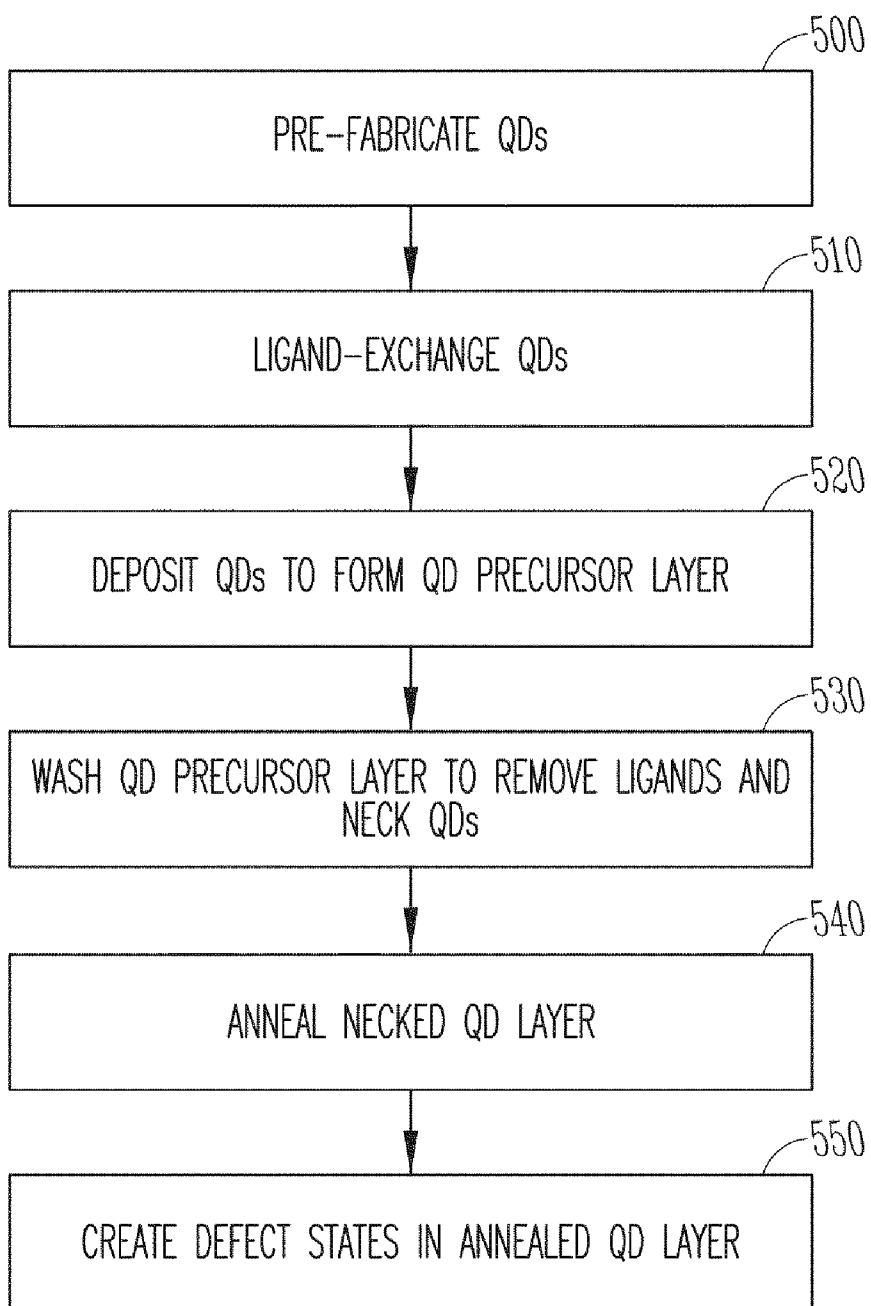 500
PRE-FABRICATE QDs
510
LIGAND-EXCHANGE QDs
520
DEPOSIT QDs TO FORM QD PRECURSOR LAYER
530
WASH QD PRECURSOR LAYER TO REMOVE LIGANDS AND
NECK QDs
540
ANNEAL NECKED QD LAYER
550
CREATE DEFECT STATES IN ANNEALED QD LAYER